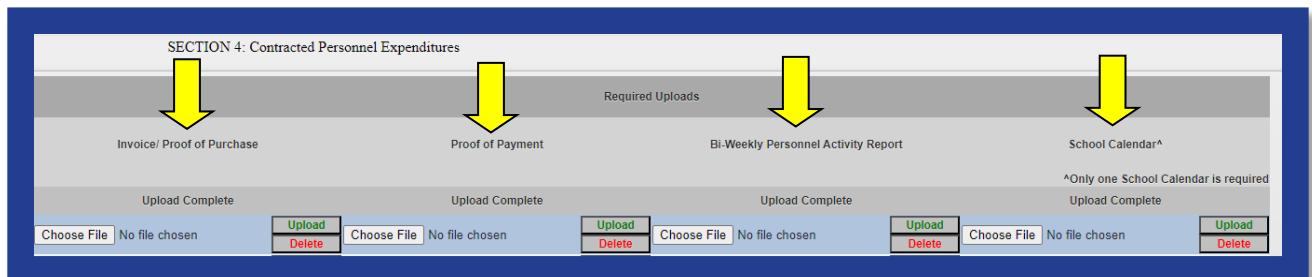 SECTION 4: Contracted Personnel Expenditures
Required Uploads
Invoice/ Proof of Purchase Proof of Payment Bi-Weekly Personnel Activity Report School Calendar^
^Only one School Calendar is required
Upload Complete Upload Complete Upload Complete Upload Complete
Choose File No file chosen Upload Delete Choose File No file chosen Upload Delete Choose File No file chosen Upload Delete Choose File No file chosen Upload Delete